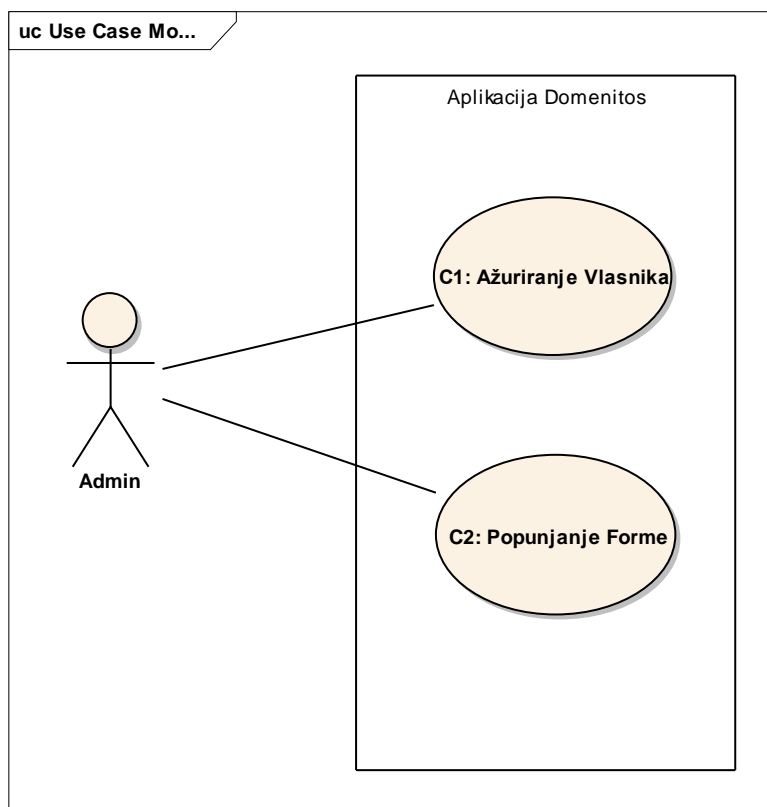 uc Use Case Mo...
Aplikacija Domenitos
C1: Ažuriranje Vlasnika
Admin
C2: Popunjanje Forme